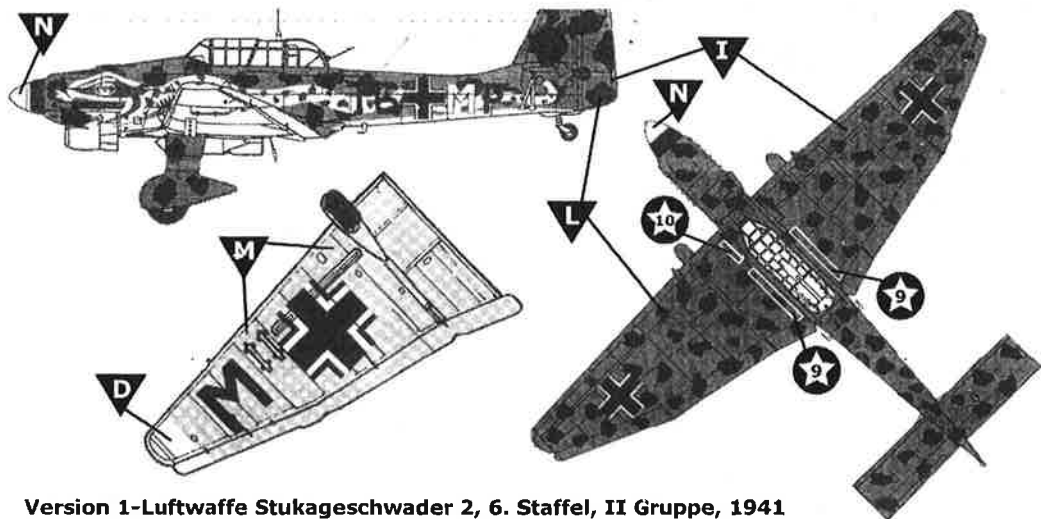 N
I
N
L
10
9
9
M
D
M
M
Version 1-Luftwaffe Stukageschwader 2, 6. Staffel, II Gruppe, 1941